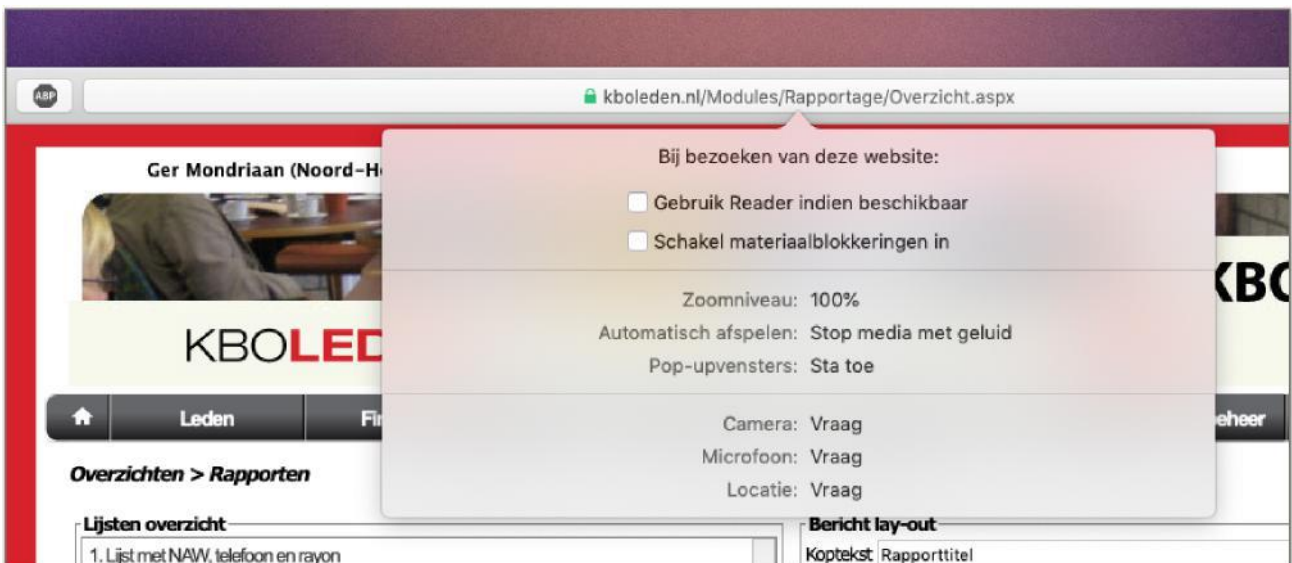 ABP
kboleden.nl/Modules/Rapportage/Overzicht.aspx
Bij bezoeken van deze website:
Ger Mondriaan (Noord-H
Gebruik Reader indien beschikbaar
Schakel materiaalblokkeringen in
KBO
Zoomniveau: 100%
KBOLED
Automatisch afspelen: Stop media met geluid
Pop-upvensters: Sta toe
Leden
Fin
eheer
Camera: Vraag
Microfoon: Vraag
Overzichten > Rapporten
Locatie: Vraag
Lijsten overzicht
Bericht lay-out
1. Lijst met NAW, telefoon en rayon
Koptekst Rapporttitel